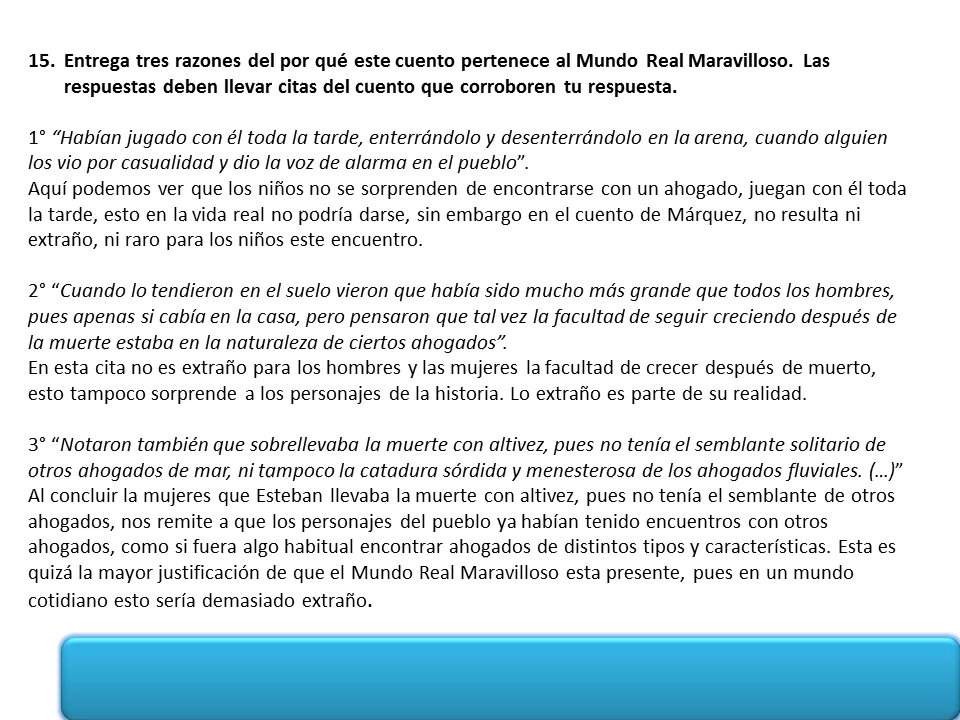 15. Entrega tres razones del por qué este cuento pertenece al Mundo Real Maravilloso. Las
respuestas deben llevar citas del cuento que corroboren tu respuesta.
1° “Habían jugado con él toda la tarde, enterrándolo y desenterrándolo en la arena, cuando alguien
los vio por casualidad y dio la voz de alarma en el pueblo”.
Aquí podemos ver que los niños no se sorprenden de encontrarse con un ahogado, juegan con él toda
la tarde, esto en la vida real no podría darse, sin embargo en el cuento de Márquez, no resulta ni
extraño, ni raro para los niños este encuentro.
2° “Cuando lo tendieron en el suelo vieron que había sido mucho más grande que todos los hombres,
pues apenas si cabía en la casa, pero pensaron que tal vez la facultad de seguir creciendo después de
la muerte estaba en la naturaleza de ciertos ahogados”.
En esta cita no es extraño para los hombres y las mujeres la facultad de crecer después de muerto,
esto tampoco sorprende a los personajes de la historia. Lo extraño es parte de su realidad.
3° “Notaron también que sobrellevaba la muerte con altivez, pues no tenía el semblante solitario de
otros ahogados de mar, ni tampoco la catadura sórdida y menesterosa de los ahogados fluviales. (…)”
Al concluir la mujeres que Esteban llevaba la muerte con altivez, pues no tenía el semblante de otros
ahogados, nos remite a que los personajes del pueblo ya habían tenido encuentros con otros
ahogados, como si fuera algo habitual encontrar ahogados de distintos tipos y características. Esta es
quizá la mayor justificación de que el Mundo Real Maravilloso esta presente, pues en un mundo
cotidiano esto sería demasiado extraño.